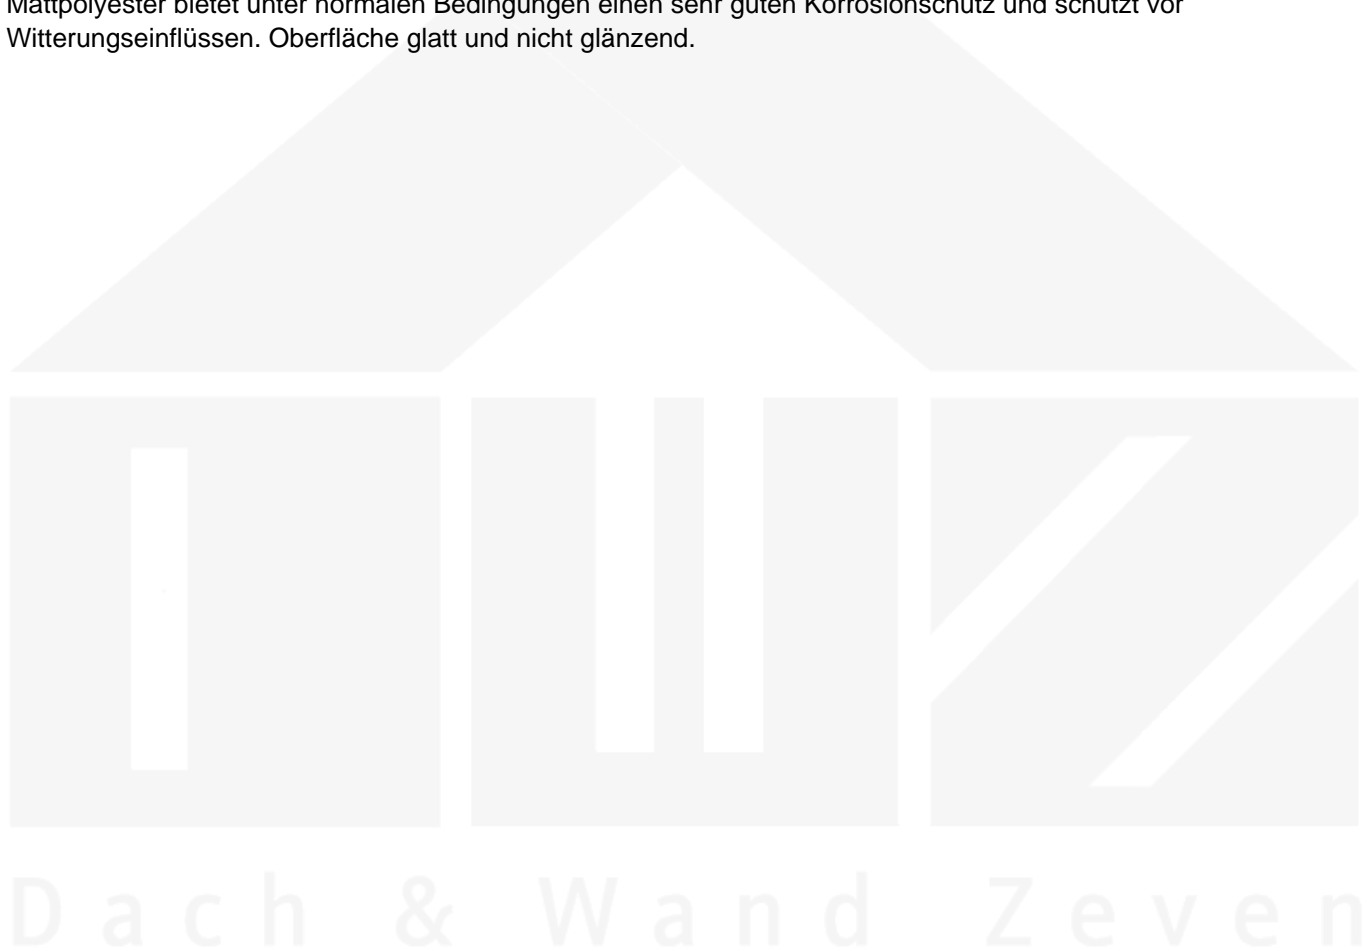 Mattpolyester bietet unter normalen Bedingungen einen sehr guten Korrosionschutz und schützt vor
Witterungseinflüssen. Oberfläche glatt und nicht glänzend.
Dach & Wand Zeven